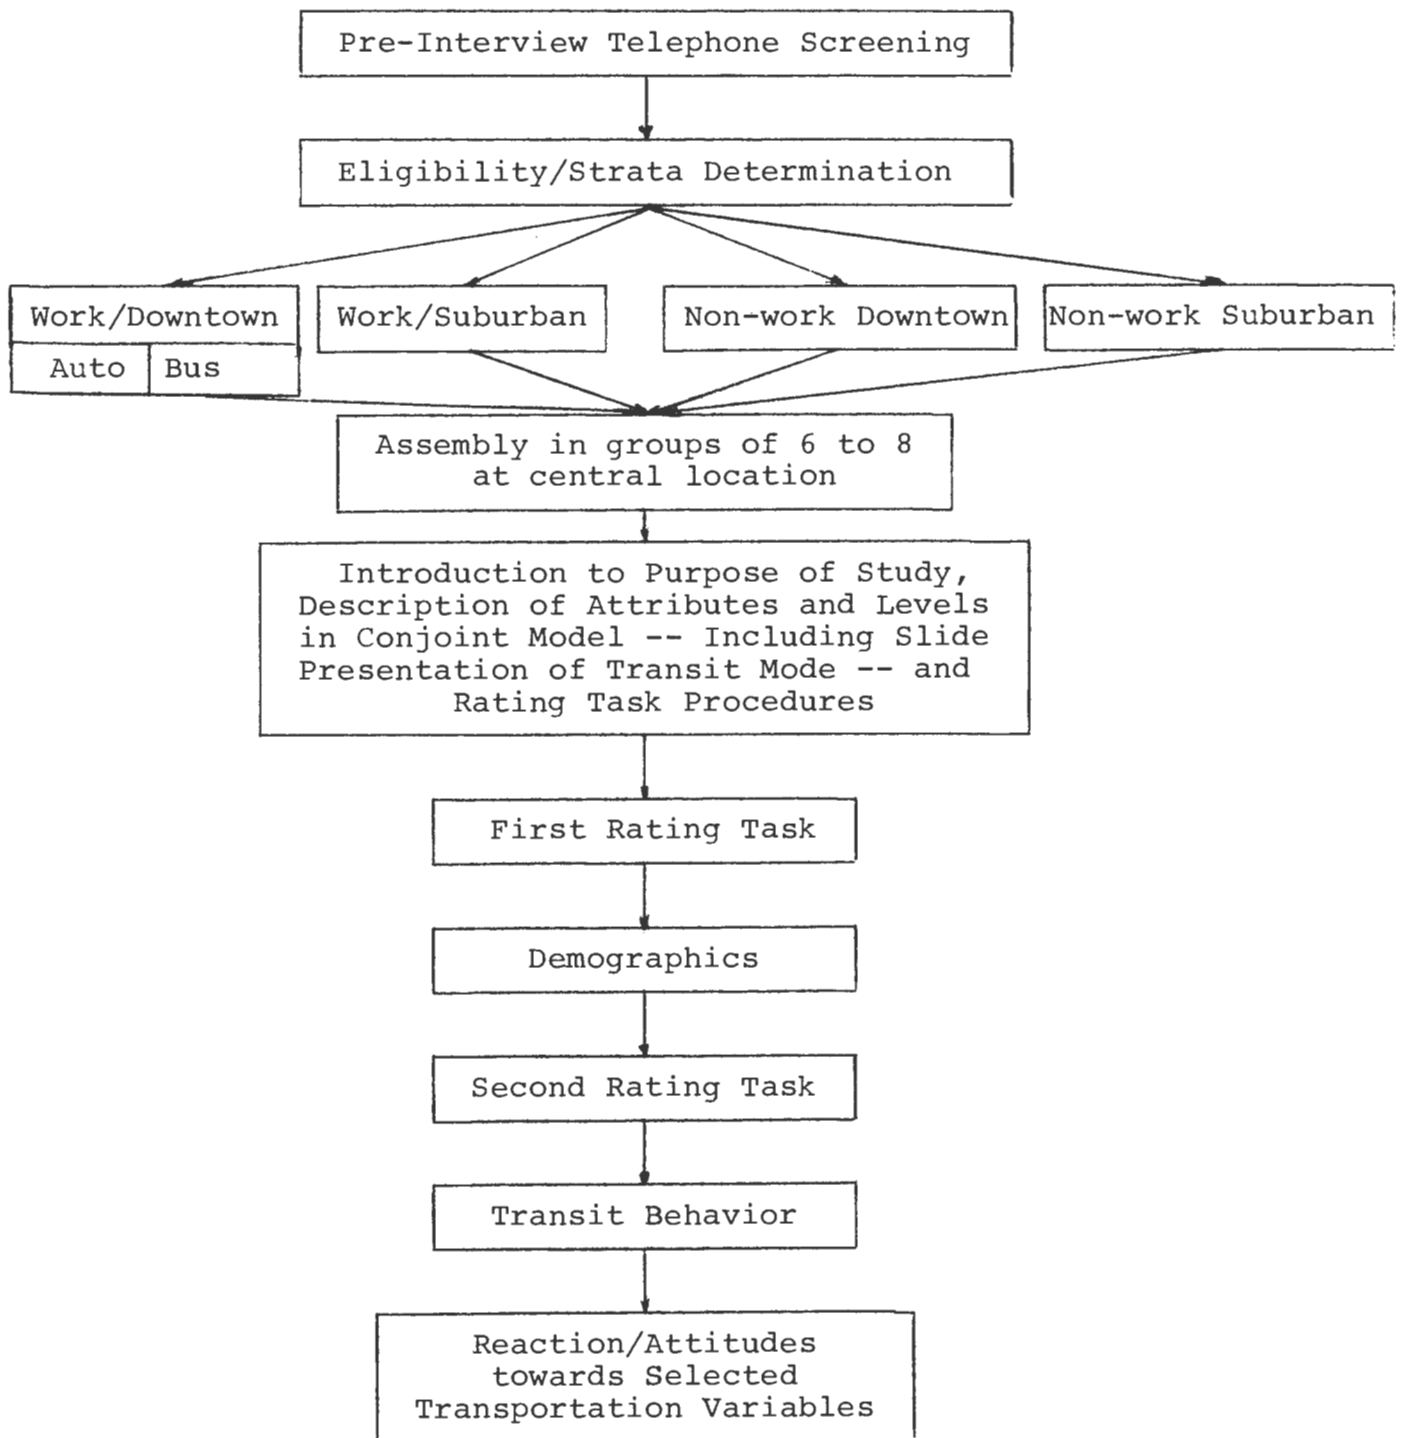 Pre-Interview Telephone Screening
Eligibility/Strata Determination
Work/Downtown
Auto
Bus
Work/Suburban
Non-work Downtown
Non-work Suburban
Assembly in groups of 6 to 8
at central location
Introduction to Purpose of Study,
Description of Attributes and Levels
in Conjoint Model -- Including Slide
Presentation of Transit Mode -- and
Rating Task Procedures
First Rating Task
Demographics
Second Rating Task
Transit Behavior
Reaction/Attitudes
towards Selected
Transportation Variables